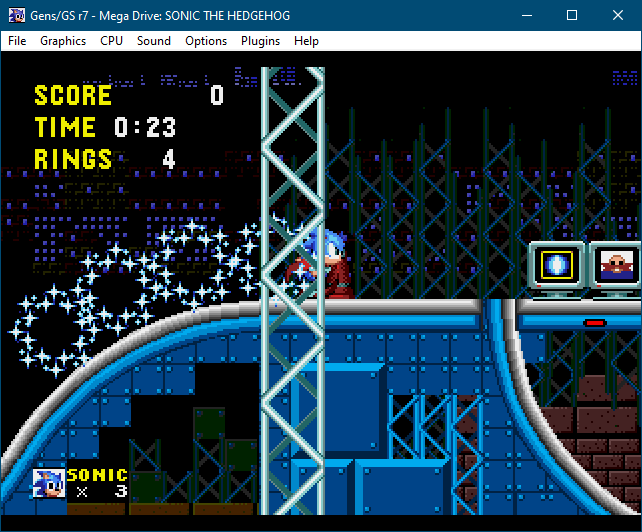 Gens/GS r7 - Mega Drive: SONIC THE HEDGEHOG
File Graphics CPU Sound Options Plugins Help
SCORE 0
TIME 0:23
RINGS 4
SONIC
× 3